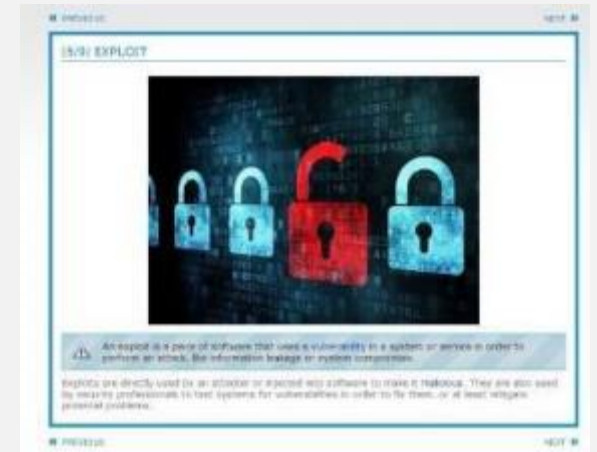 PREVIOUS
NEXT
(5/9) EXPLOIT
An exploit is a piece of software that uses a vulnerability in a system or service in order to
perform an attack, like information leakage or system compromise.
Exploits are directly used by an attacker or injected into software to make it Malicious. They are also used
by security professionals to test systems for vulnerabilities in order to fix them, or at least mitigate
potential problems.
PREVIOUS
NEXT